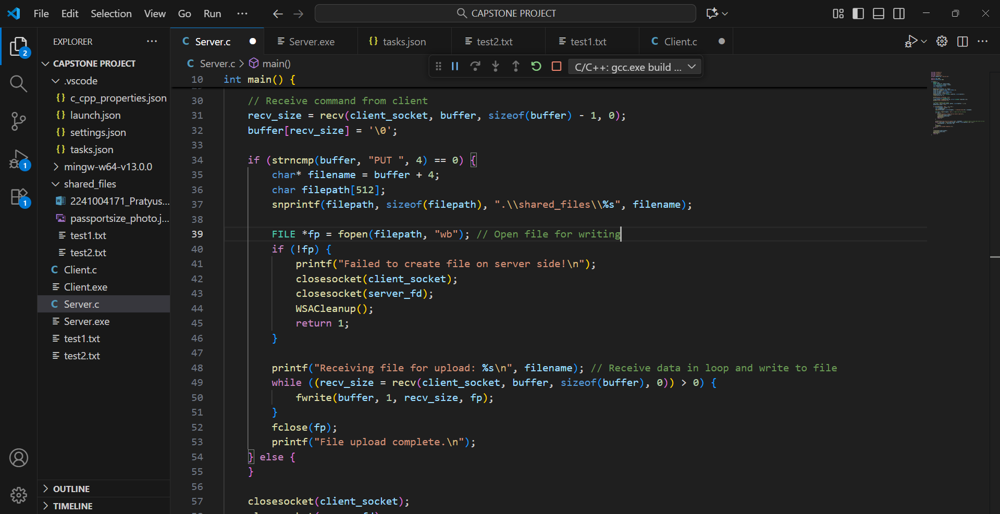 File Edit Selection View Go Run ··· CAPSTONE PROJECT
EXPLORER ···
CAPSTONE PROJECT
.vscode
{} c_cpp_properties.json
{} launch.json
{} settings.json
{} tasks.json
mingw-w64-v13.0.0
shared_files
2241004171_Pratyus...
passportsize_photo.j...
test1.txt
test2.txt
C Client.c
Client.exe
C Server.c
Server.exe
test1.txt
test2.txt
OUTLINE
TIMELINE
2
1
1
C Server.c Server.exe {} tasks.json test2.txt test1.txt C Client.c
C Server.c > main()
C/C++: gcc.exe build ...
10 int main() {
30 // Receive command from client
31 recv_size = recv(client_socket, buffer, sizeof(buffer) - 1, 0);
32 buffer[recv_size] = '\0';
33
34 if (strncmp(buffer, "PUT ", 4) == 0) {
35 char* filename = buffer + 4;
36 char filepath[512];
37 snprintf(filepath, sizeof(filepath), ".\\shared_files\\%s", filename);
38
39 FILE *fp = fopen(filepath, "wb"); // Open file for writing
40 if (!fp) {
41 printf("Failed to create file on server side!\n");
42 closesocket(client_socket);
43 closesocket(server_fd);
44 WSACleanup();
45 return 1;
46 }
47
48 printf("Receiving file for upload: %s\n", filename); // Receive data in loop and write to file
49 while ((recv_size = recv(client_socket, buffer, sizeof(buffer), 0)) > 0) {
50 fwrite(buffer, 1, recv_size, fp);
51 }
52 fclose(fp);
53 printf("File upload complete.\n");
54 } else {
55 }
56
57 closesocket(client_socket);